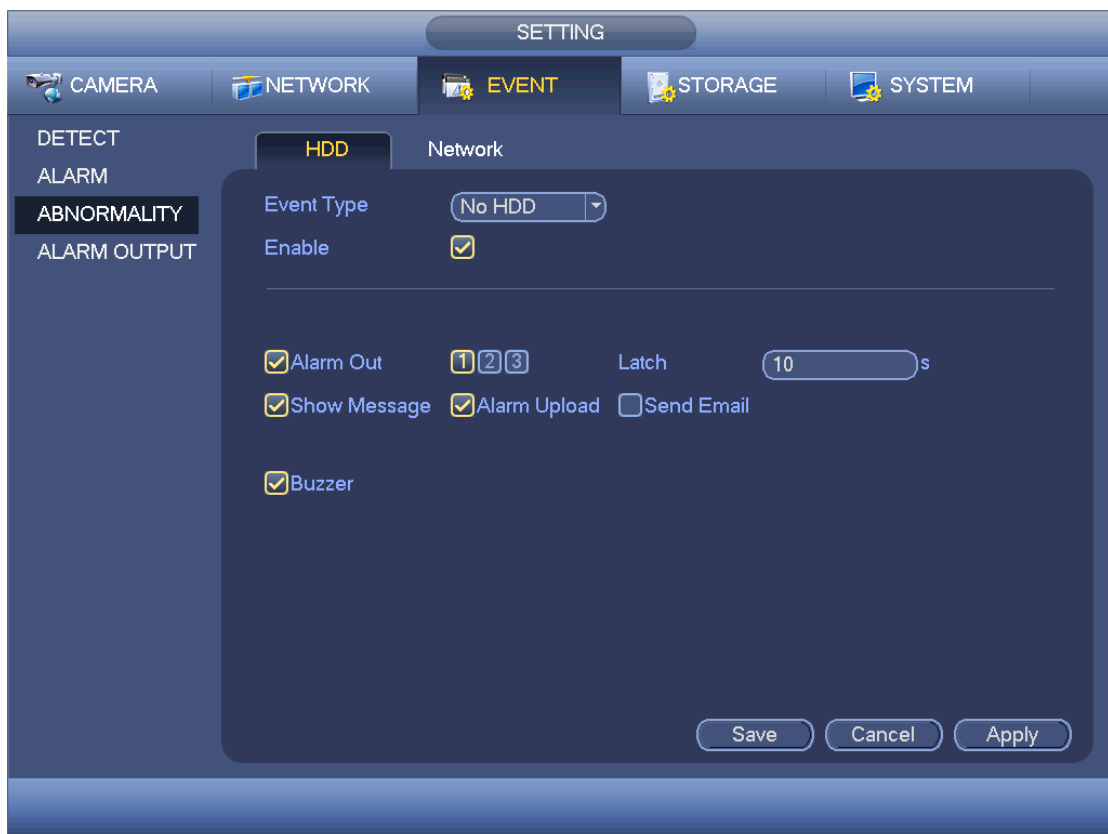 SETTING
CAMERA NETWORK EVENT STORAGE SYSTEM
DETECT
ALARM
ABNORMALITY
ALARM OUTPUT
HDD Network
Event Type No HDD
Enable
Alarm Out 1 2 3 Latch 10 s
Show Message Alarm Upload Send Email
Buzzer
Save Cancel Apply